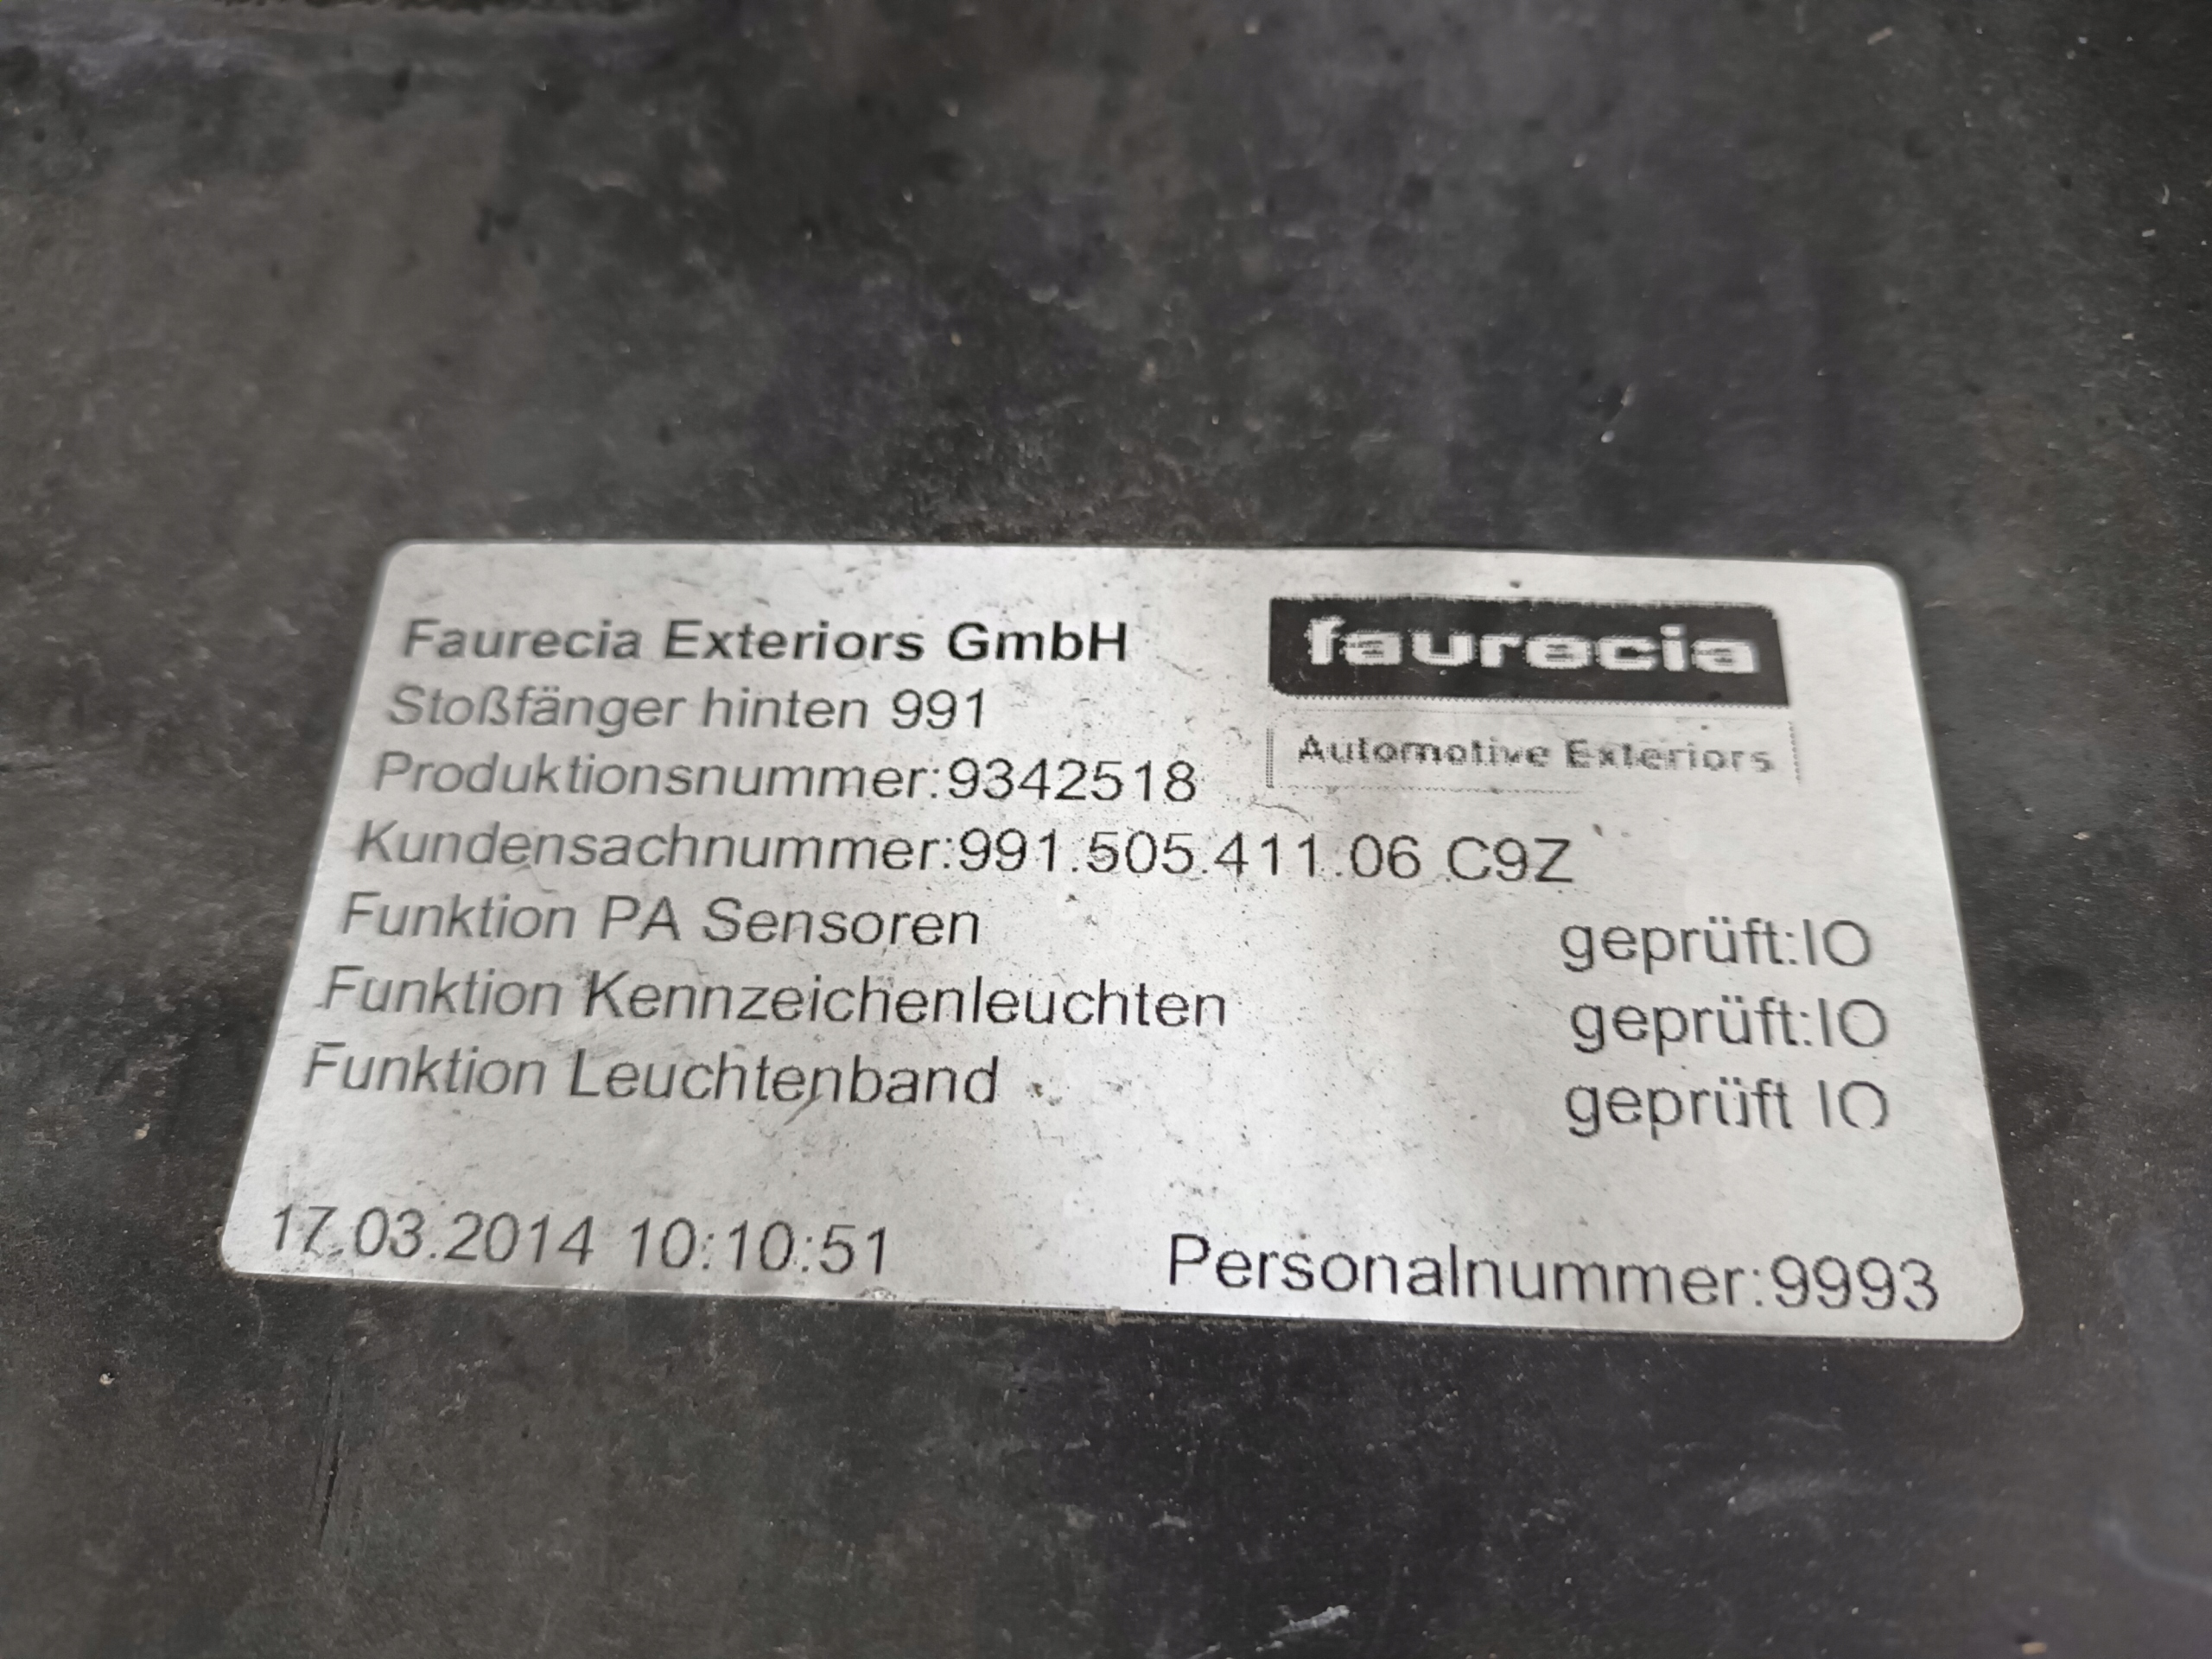 Faurecia Exteriors GmbH
faurecia
Automotive Exteriors
Stoßfänger hinten 991
Produktionsnummer:9342518
Kundensachnummer:991.505.411.06 C9Z
Funktion PA Sensoren geprüft:IO
Funktion Kennzeichenleuchten geprüft:IO
Funktion Leuchtenband geprüft IO
17.03.2014 10:10:51 Personalnummer:9993